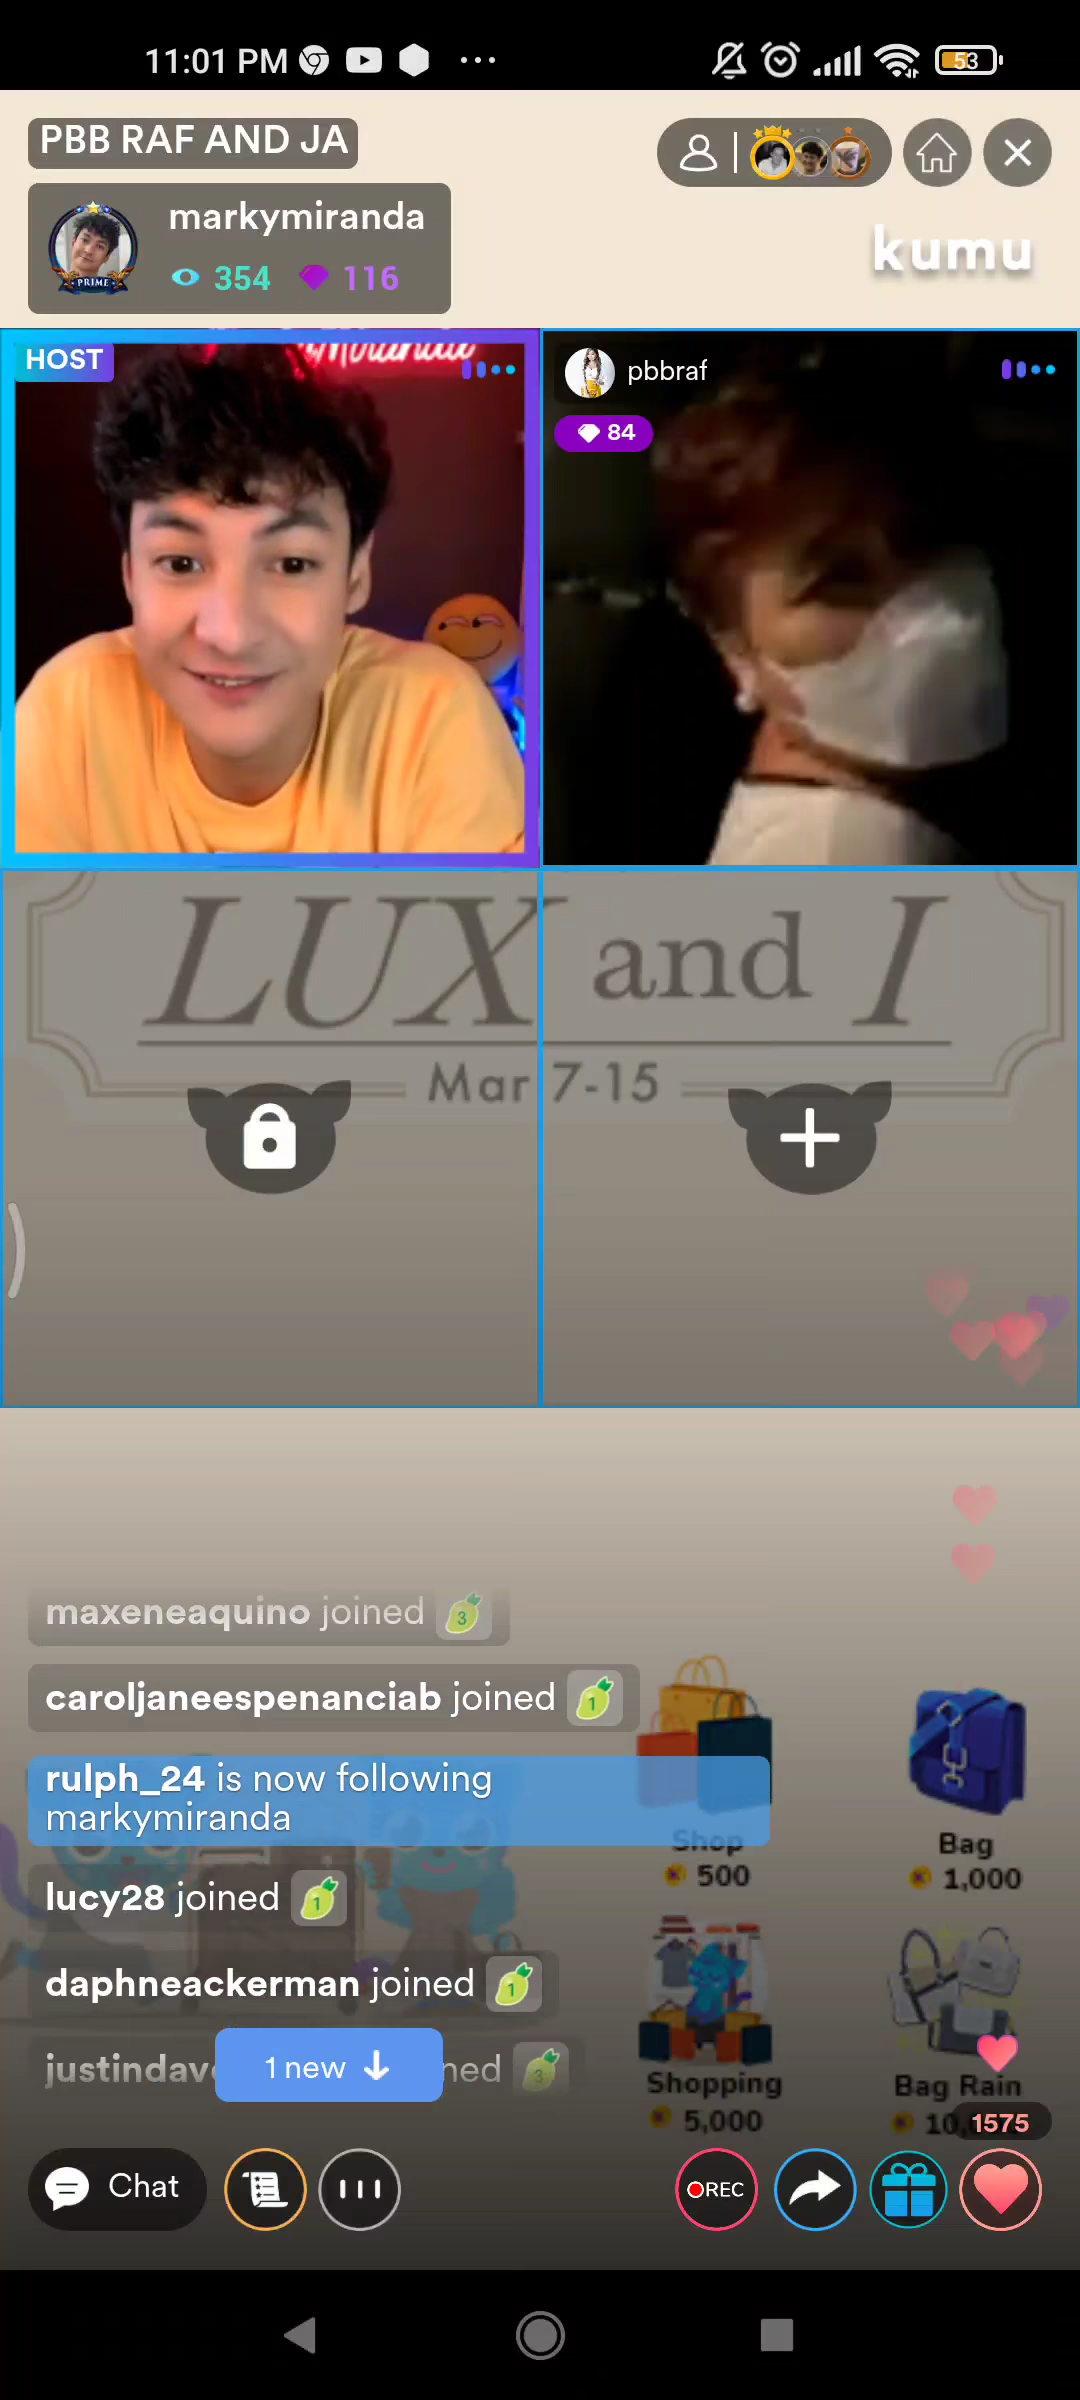 11:01 PM
53
PBB RAF AND JA
markymiranda
354 116
PRIME
kumu
HOST
Miranda
pbbraf
84
LUX and I
Mar 7-15
maxeneaquino joined 3
caroljaneespenanciab joined 1
rulph_24 is now following
markymiranda
Shop
500
Bag
1,000
lucy28 joined 1
daphneackerman joined 1
1 new
3
Shopping
5,000
Bag Rain
1575
Chat
REC